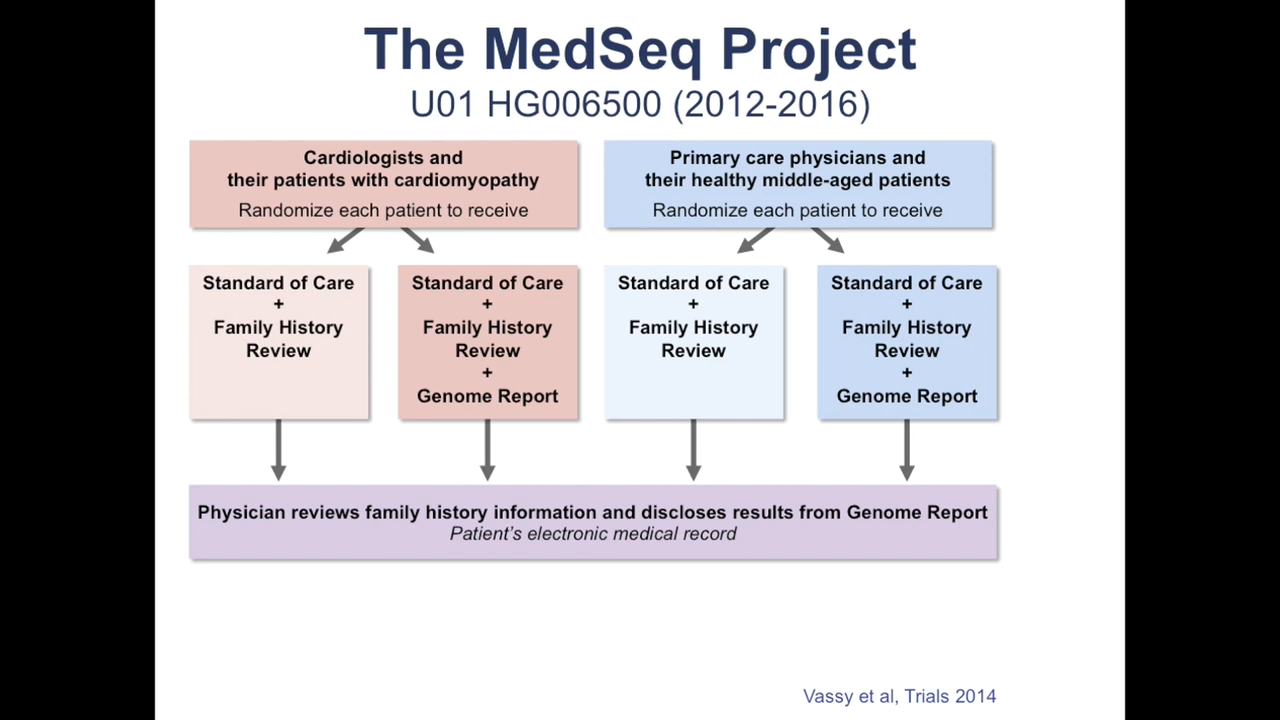 The MedSeq Project
U01 HG006500 (2012-2016)
Cardiologists and
their patients with cardiomyopathy
Randomize each patient to receive
Primary care physicians and
their healthy middle-aged patients
Randomize each patient to receive
Standard of Care
+
Family History
Review
Standard of Care
+
Family History
Review
+
Genome Report
Standard of Care
+
Family History
Review
Standard of Care
+
Family History
Review
+
Genome Report
Physician reviews family history information and discloses results from Genome Report
Patient's electronic medical record
Vassy et al, Trials 2014